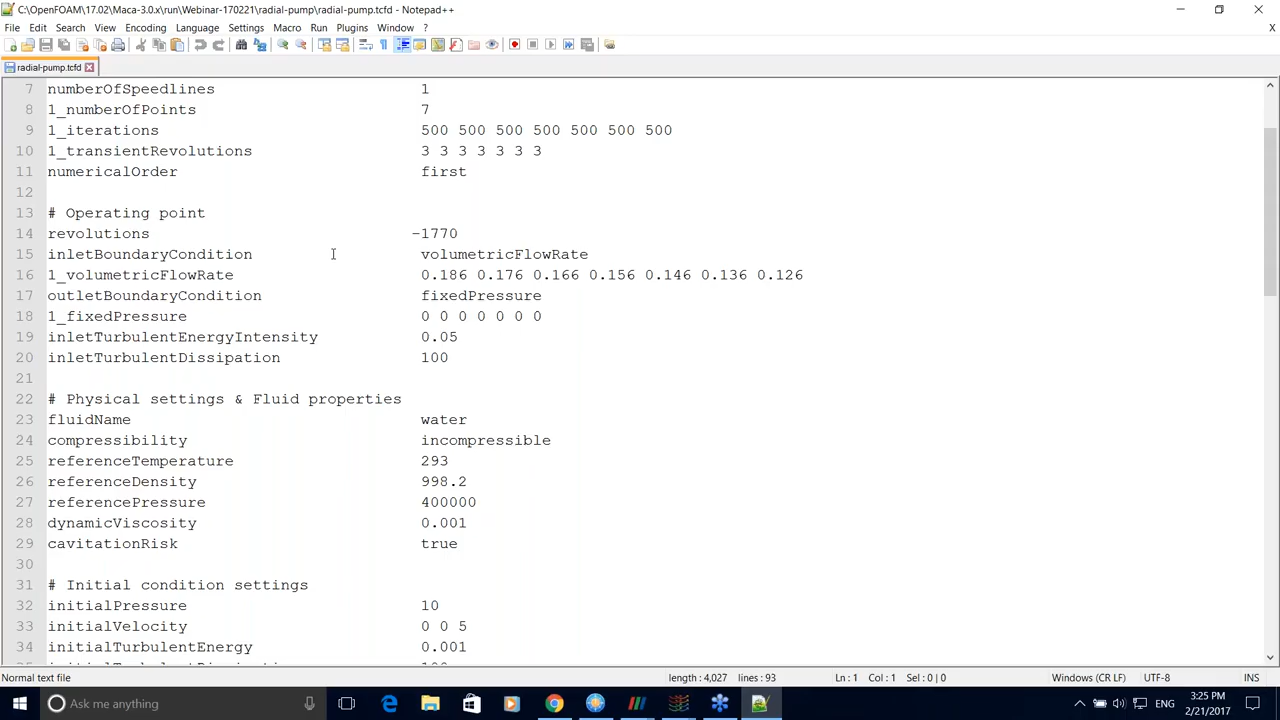 C:\OpenFOAM\17.02\Maca-3.0.x\run\Webinar-170221\radial-pump\radial-pump.tcfd - Notepad++
File Edit Search View Encoding Language Settings Macro Run Plugins Window ?
X
radial-pump.tcfd
7 numberOfSpeedlines 1
8 1_numberOfPoints 7
9 1_iterations 500 500 500 500 500 500 500
10 1_transientRevolutions 3 3 3 3 3 3 3
11 numericalOrder first
12
13 # Operating point
14 revolutions -1770
15 inletBoundaryCondition volumetricFlowRate
16 1_volumetricFlowRate 0.186 0.176 0.166 0.156 0.146 0.136 0.126
17 outletBoundaryCondition fixedPressure
18 1_fixedPressure 0 0 0 0 0 0 0
19 inletTurbulentEnergyIntensity 0.05
20 inletTurbulentDissipation 100
21
22 # Physical settings & Fluid properties
23 fluidName water
24 compressibility incompressible
25 referenceTemperature 293
26 referenceDensity 998.2
27 referencePressure 400000
28 dynamicViscosity 0.001
29 cavitationRisk true
30
31 # Initial condition settings
32 initialPressure 10
33 initialVelocity 0 0 5
34 initialTurbulentEnergy 0.001
Normal text file length : 4,027 lines : 93 Ln : 1 Col : 1 Sel : 0 | 0 Windows (CR LF) UTF-8 INS
Ask me anything ENG 3:25 PM
2/21/2017